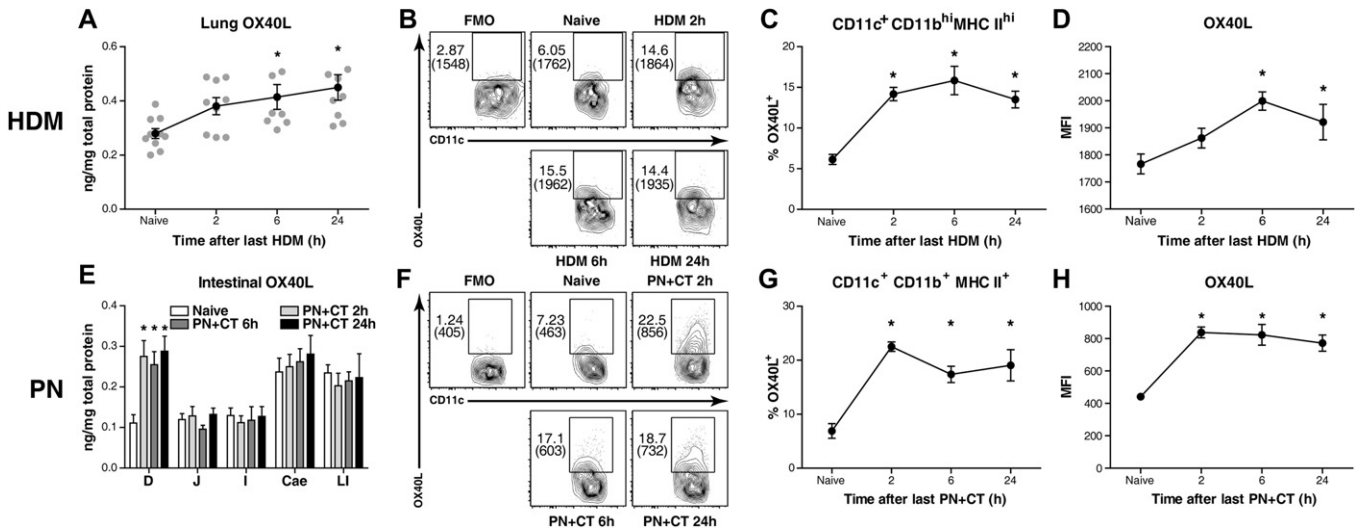 HDM
A
Lung OX40L
ng/mg total protein
0.6
0.4
0.2
0.0
*
*
Naive
2
6
24
Time after last HDM (h)
B
FMO
Naive
HDM 2h
2.87
(1548)
6.05
(1762)
14.6
(1864)
CD11c
15.5
(1962)
14.4
(1935)
OX40L
HDM 6h
HDM 24h
C
CD11c⁺ CD11bʰⁱ MHC IIʰⁱ
% OX40L⁺
20
15
10
5
0
*
*
*
Naive
2
6
24
Time after last HDM (h)
D
OX40L
MFI
2200
2100
2000
1900
1800
1700
1600
*
*
Naive
2
6
24
Time after last HDM (h)
PN
E
Intestinal OX40L
ng/mg total protein
0.4
0.3
0.2
0.1
0.0
Naive
PN+CT 2h
PN+CT 6h
PN+CT 24h
* * *
D
J
I
Cae
LI
F
FMO
Naive
PN+CT 2h
1.24
(405)
7.23
(463)
22.5
(856)
CD11c
17.1
(603)
18.7
(732)
OX40L
PN+CT 6h
PN+CT 24h
G
CD11c⁺ CD11b⁺ MHC II⁺
% OX40L⁺
30
20
10
0
*
*
*
Naive
2
6
24
Time after last PN+CT (h)
H
OX40L
MFI
1000
800
600
400
200
0
*
*
*
Naive
2
6
24
Time after last PN+CT (h)